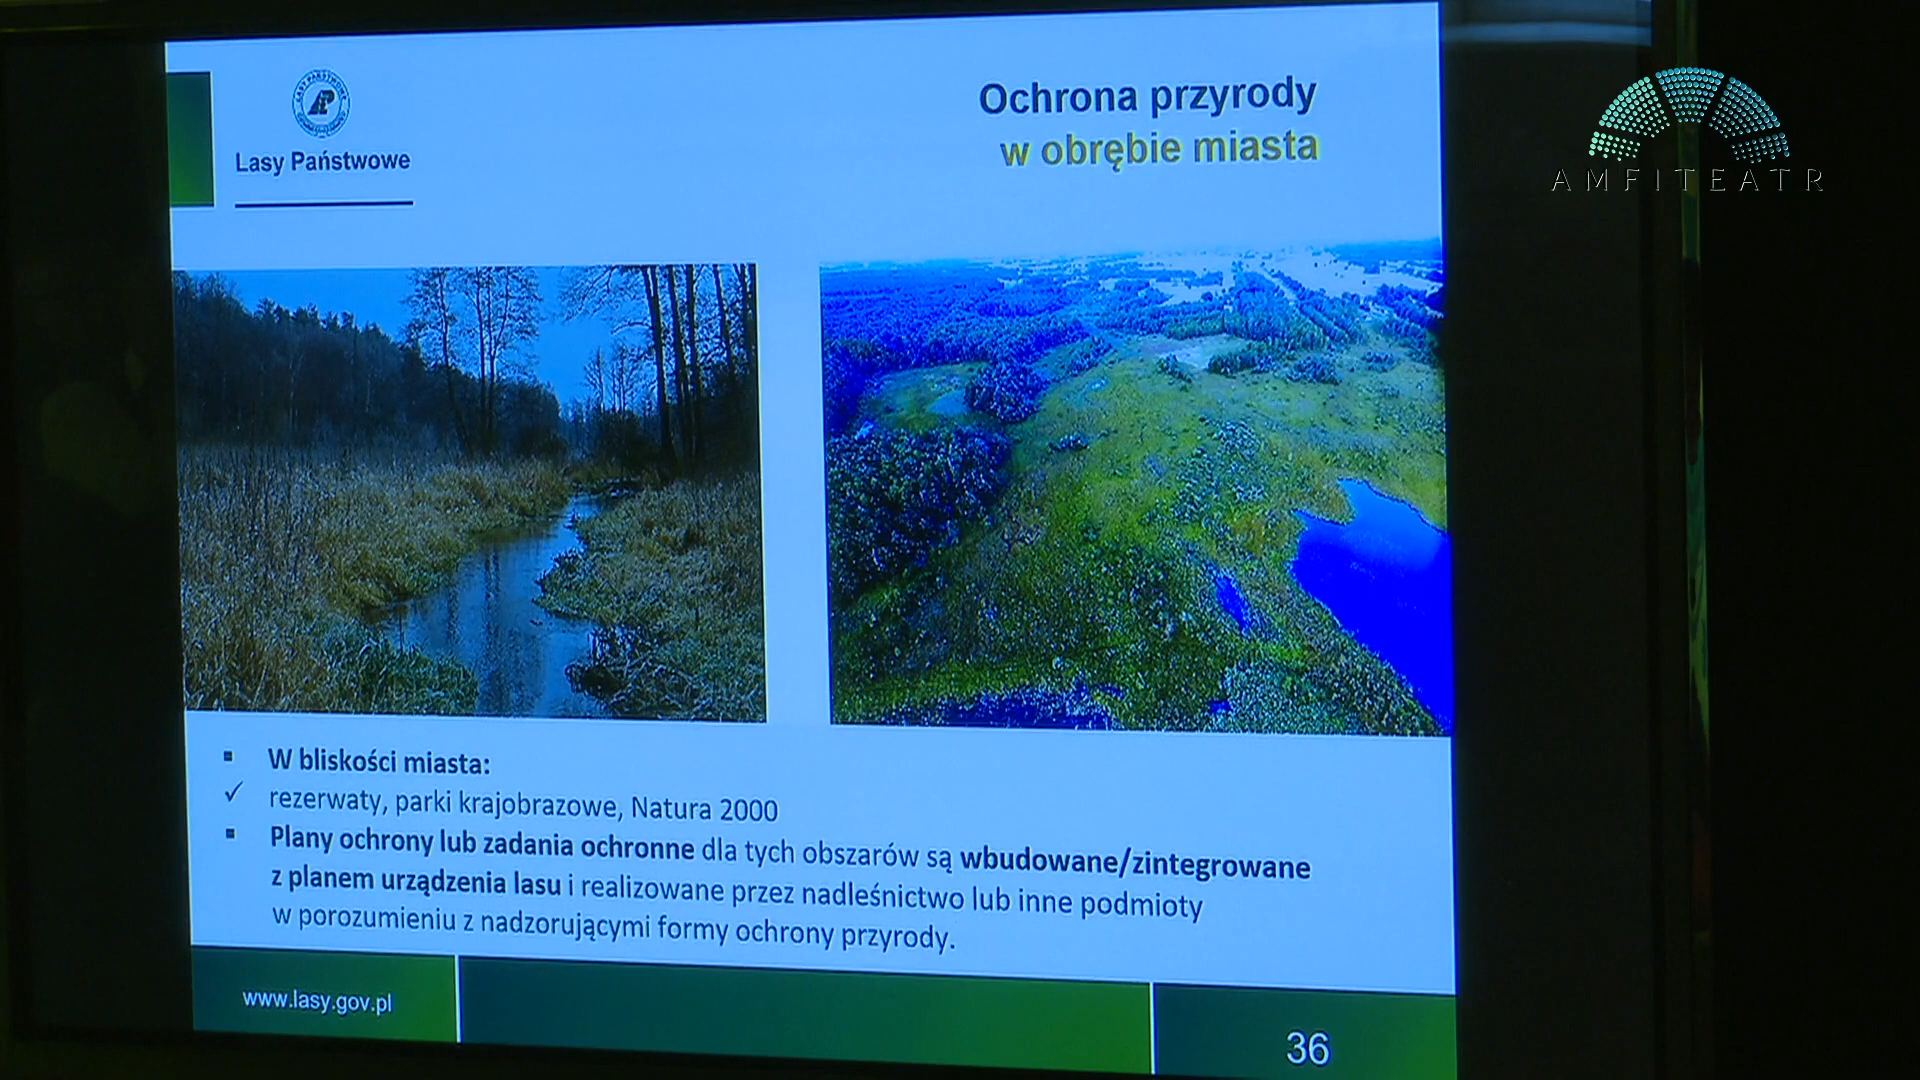 Lasy Państwowe
Ochrona przyrody
w obrębie miasta
AMFITEATR
▪ W bliskości miasta:
✓ rezerwaty, parki krajobrazowe, Natura 2000
▪ Plany ochrony lub zadania ochronne dla tych obszarów są wbudowane/zintegrowane
z planem urządzenia lasu i realizowane przez nadleśnictwo lub inne podmioty
w porozumieniu z nadzorującymi formy ochrony przyrody.
www.lasy.gov.pl
36